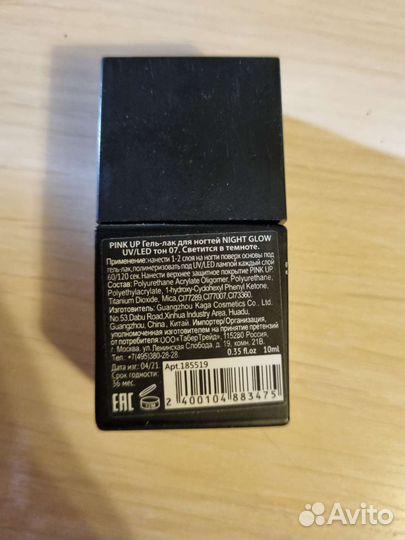 PINK UP Гель-лак для ногтей NIGHT GLOW
UV/LED тон 07. Светится в темноте.
Применение: нанести 1-2 слоя на ногти поверх основы под
гель-лак, полимеризовать под UV/LED лампой каждый слой
60/120 сек. Нанести верхнее защитное покрытие PINK UP
Состав: Polyurethane Acrylate Oligomer, Polyurethane,
Polyethylacrylate, 1-hydroxy-Cyclohexyl Phenyl Ketone,
Titanium Dioxide, Mica, CI77289, CI77007, CI73360.
Изготовитель: Guangzhou Kaga Cosmetics Co., Ltd.
No.53, Dabu Road, Xinhua Industry Area, Huadu,
Guangzhou, China, Китай. Импортер/Организация,
уполномоченная изготовителем на принятие претензий
от потребителя: ООО «ТаберТрейд», 115280 Россия,
г. Москва, ул. Ленинская Слобода, д. 19, ком. 21е.
Тел.: +7(495)380-28-28.
0.35 fl.oz 10ml
Дата изг: 04/21
Срок годности:
36 мес.
Арт.185519
EAC
2 400104 883475
Avito